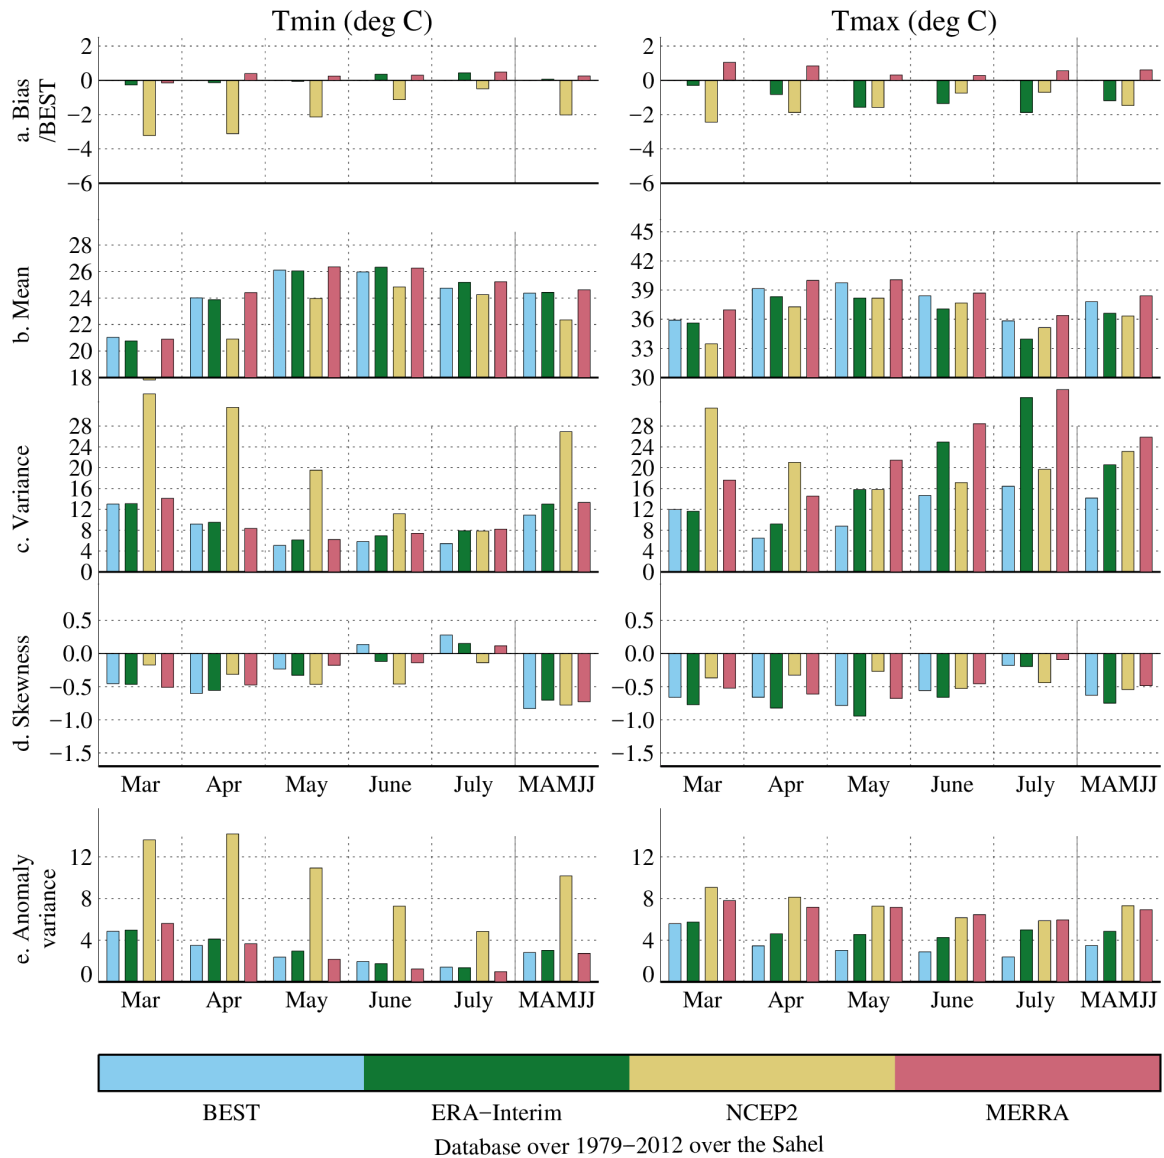 Tmin (deg C) Tmax (deg C)
a. Bias
/BEST
2 2
0 0
−2 −2
−4 −4
−6 −6
b. Mean
28 45
26 42
24 39
22 36
20 33
18 30
c. Variance
28 28
24 24
20 20
16 16
12 12
8 8
4 4
0 0
d. Skewness
0.5 0.5
0.0 0.0
−0.5 −0.5
−1.0 −1.0
−1.5 −1.5
Mar Apr May June July MAMJJ Mar Apr May June July MAMJJ
e. Anomaly
variance
12 12
8 8
4 4
0 0
Mar Apr May June July MAMJJ Mar Apr May June July MAMJJ
BEST ERA−Interim NCEP2 MERRA
Database over 1979−2012 over the Sahel